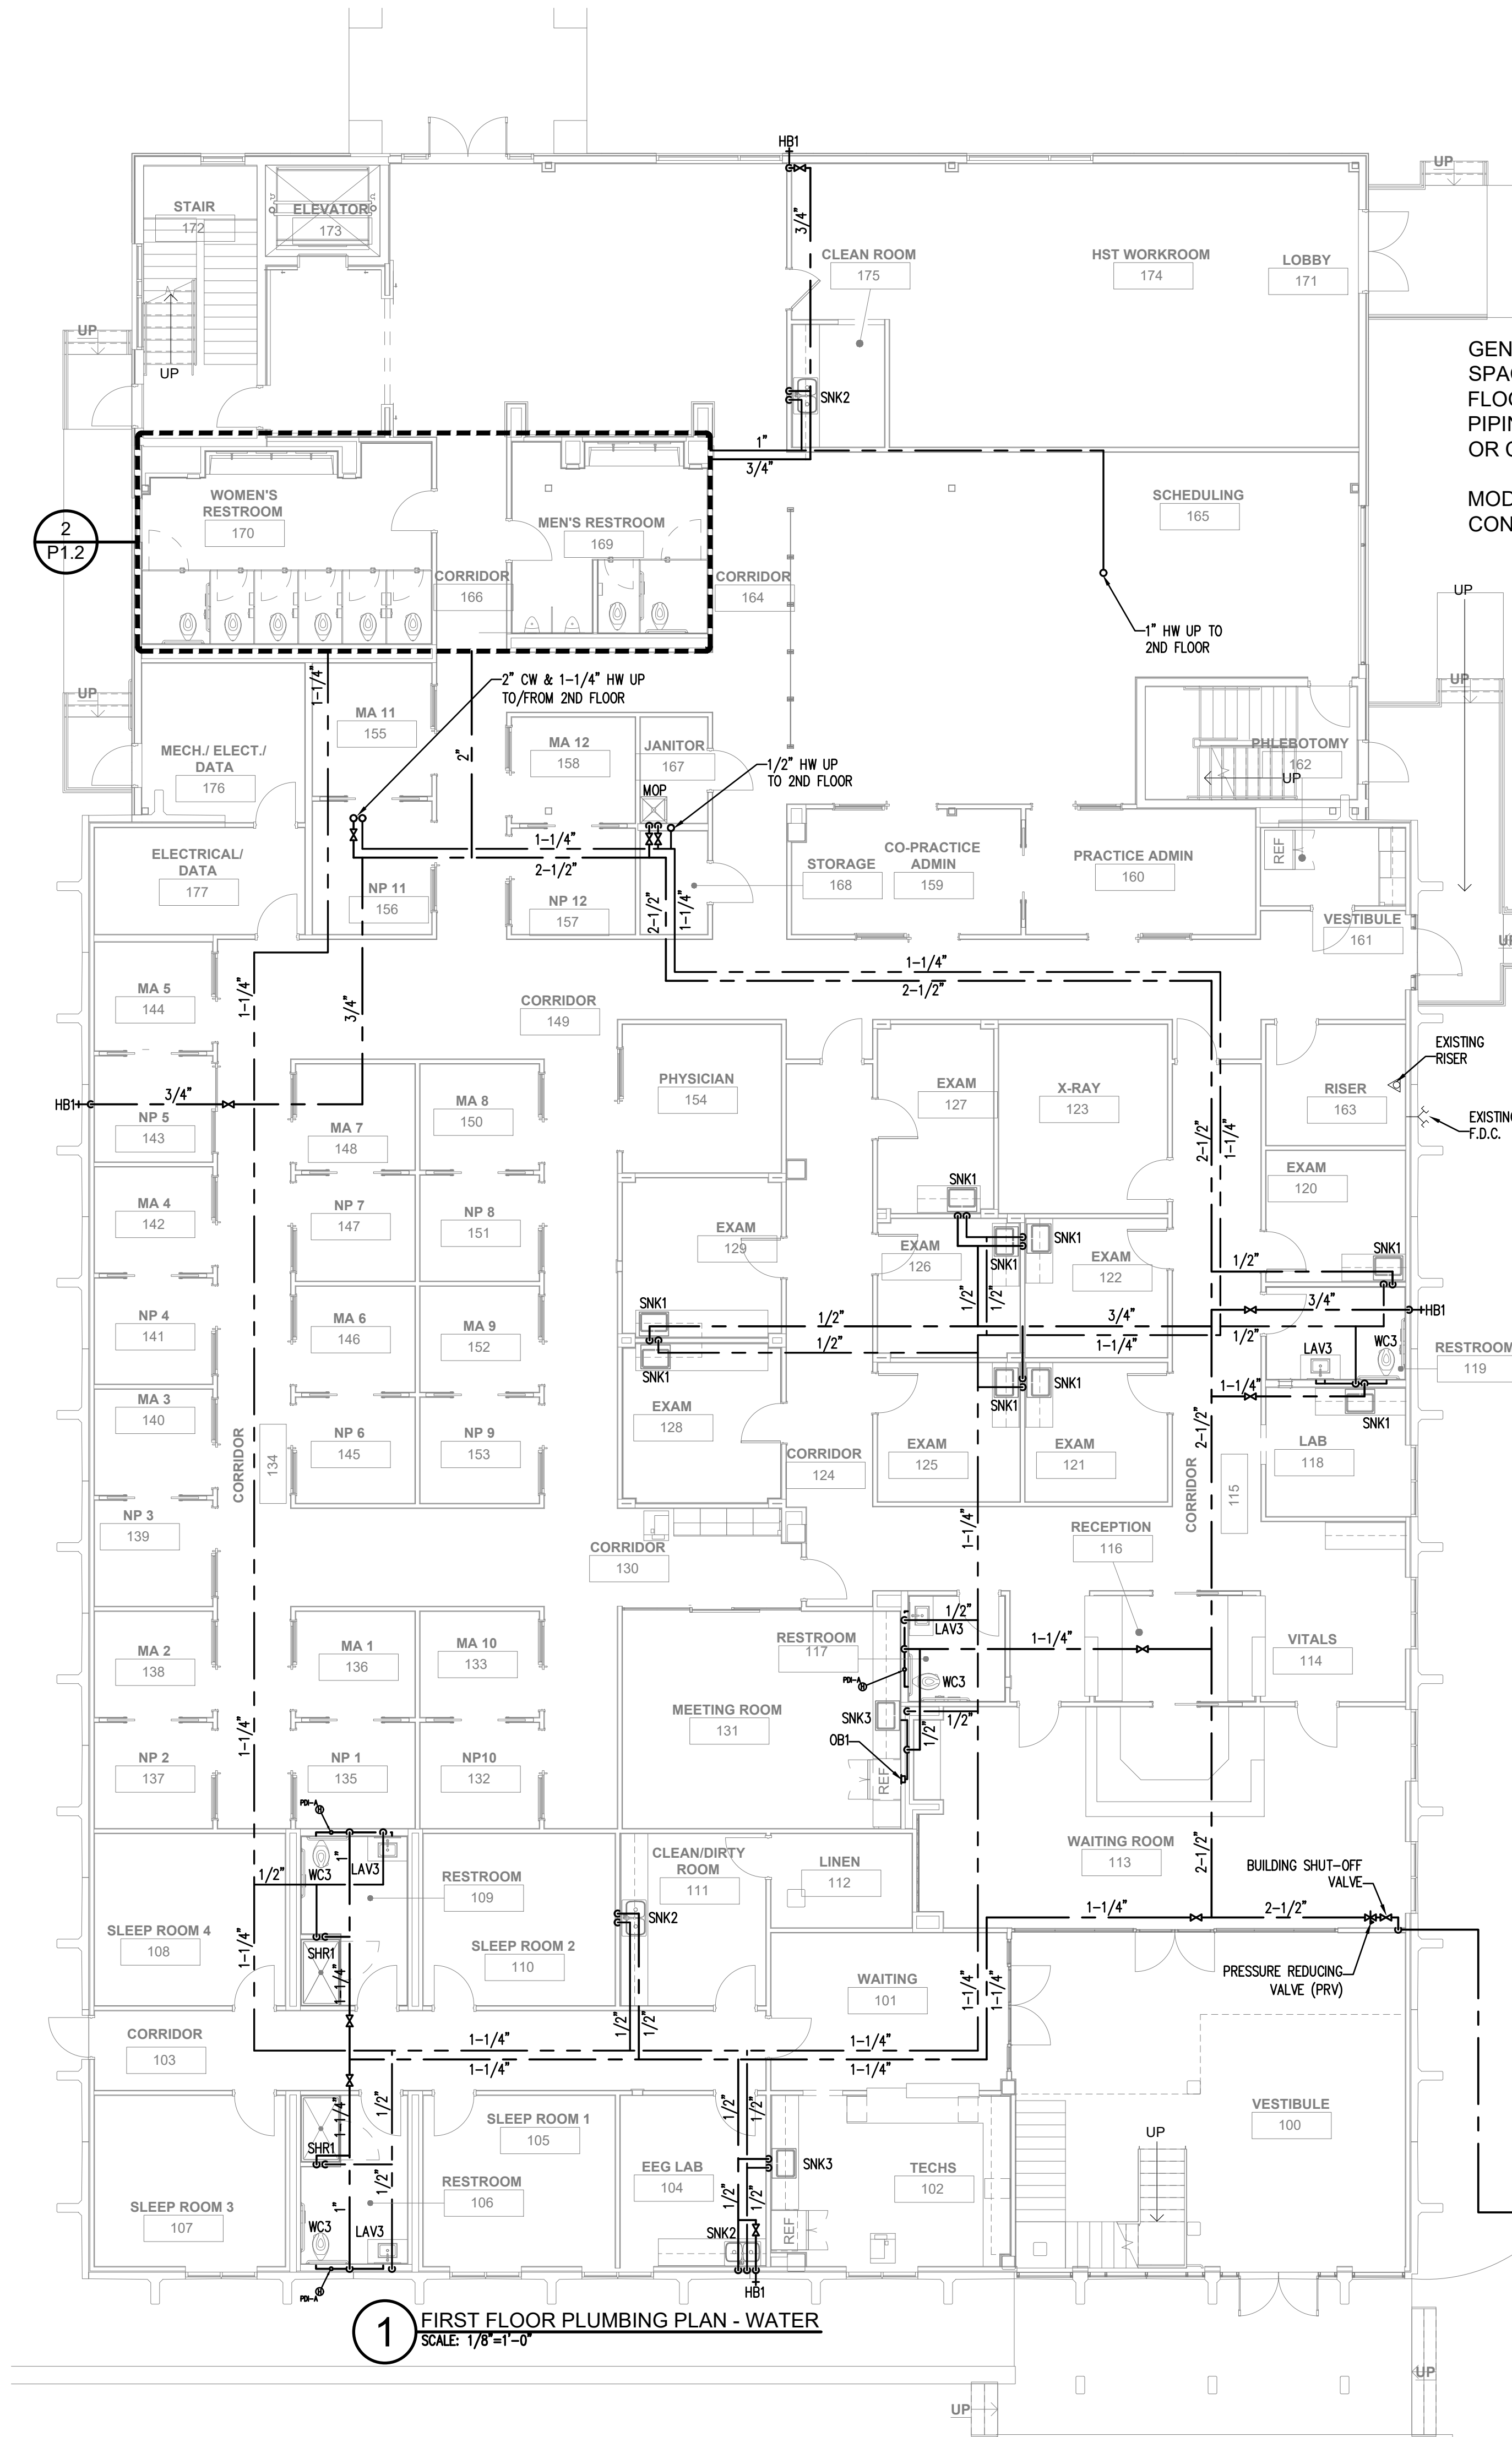 HB1
UP
STAIR
172
ELEVATOR
173
3/4"
CLEAN ROOM
175
HST WORKROOM
174
LOBBY
171
UP
UP
SNK2
GEN
SPA
FLO
PIPI
OR
MOD
CON
1"
3/4"
2
P1.2
WOMEN'S
RESTROOM
170
MEN'S RESTROOM
169
CORRIDOR
166
CORRIDOR
164
SCHEDULING
165
1" HW UP TO
2ND FLOOR
UP
UP
1-1/4"
2" CW & 1-1/4" HW UP
TO/FROM 2ND FLOOR
MA 11
155
2"
MA 12
158
JANITOR
167
MOP
1/2" HW UP
TO 2ND FLOOR
MECH./ ELECT./
DATA
176
PHLEBOTOMY
162
UP
ELECTRICAL/
DATA
177
1-1/4"
2-1/2"
NP 11
156
NP 12
157
2-1/2"
1-1/4"
STORAGE
168
CO-PRACTICE
ADMIN
159
PRACTICE ADMIN
160
REF
VESTIBULE
161
1-1/4"
2-1/2"
MA 5
144
1-1/4"
3/4"
CORRIDOR
149
EXISTING
RISER
PHYSICIAN
154
EXAM
127
X-RAY
123
RISER
163
EXISTING
F.D.C.
HB1
3/4"
NP 5
143
MA 7
148
MA 8
150
2-1/2"
1-1/4"
EXAM
120
MA 4
142
NP 7
147
NP 8
151
SNK1
EXAM
129
EXAM
126
SNK1
SNK1
EXAM
122
SNK1
1/2"
NP 4
141
MA 6
146
MA 9
152
SNK1
1/2"
1/2"
1/2"
1/2"
3/4"
1-1/4"
3/4"
1/2"
HB1
LAV3
WC3
RESTROOM
119
SNK1
MA 3
140
EXAM
128
SNK1
SNK1
1-1/4"
SNK1
CORRIDOR
134
NP 6
145
NP 9
153
CORRIDOR
124
EXAM
125
EXAM
121
2-1/2"
LAB
118
CORRIDOR
115
NP 3
139
CORRIDOR
130
1-1/4"
RECEPTION
116
MA 2
138
MA 1
136
MA 10
133
RESTROOM
117
1/2"
LAV3
1-1/4"
VITALS
114
PDI-A
WC3
MEETING ROOM
131
SNK3
1/2"
1/2"
OB1
REF
1-1/4"
NP 2
137
NP 1
135
NP10
132
PDI-A
WAITING ROOM
113
2-1/2"
BUILDING SHUT-OFF
VALVE
1/2"
WC3
1"
LAV3
RESTROOM
109
CLEAN/DIRTY
ROOM
111
LINEN
112
SNK2
1-1/4"
2-1/2"
SLEEP ROOM 4
108
1-1/4"
SHR1
1-1/4"
SLEEP ROOM 2
110
WAITING
101
1-1/4"
1-1/4"
PRESSURE REDUCING
VALVE (PRV)
1/2"
1/2"
CORRIDOR
103
1-1/4"
1-1/4"
1-1/4"
1-1/4"
1-1/4"
1/2"
SHR1
SLEEP ROOM 1
105
1/2"
1/2"
VESTIBULE
100
UP
SNK3
EEG LAB
104
TECHS
102
SLEEP ROOM 3
107
1"
1/2"
RESTROOM
106
1/2"
1/2"
WC3
LAV3
SNK2
REF
PDI-A
HB1
1
FIRST FLOOR PLUMBING PLAN - WATER
SCALE: 1/8"=1'-0"
UP
UP